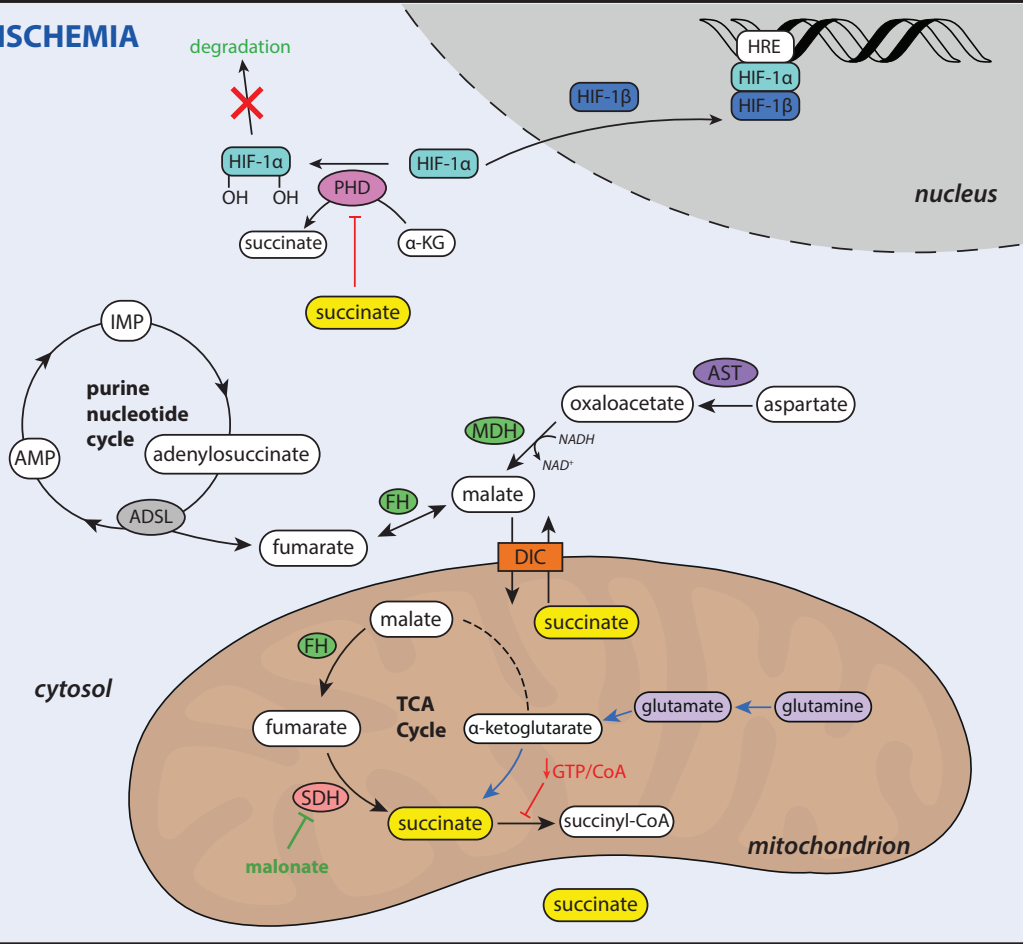 ISCHEMIA
degradation
HRE
HIF-1α
HIF-1β
HIF-1β
HIF-1α
HIF-1α
OH OH
PHD
nucleus
succinate
α-KG
succinate
IMP
purine
nucleotide
cycle
AMP
adenylosuccinate
ADSL
AST
oxaloacetate
aspartate
MDH
NADH
NAD⁺
malate
FH
fumarate
DIC
malate
succinate
FH
cytosol
TCA
Cycle
fumarate
α-ketoglutarate
glutamate
glutamine
↓GTP/CoA
SDH
succinate
succinyl-CoA
malonate
mitochondrion
succinate